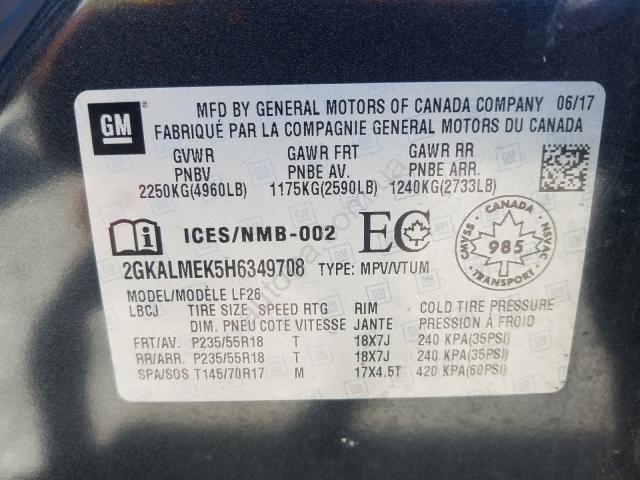 GM
MFD BY GENERAL MOTORS OF CANADA COMPANY 06/17
FABRIQUÉ PAR LA COMPAGNIE GENERAL MOTORS DU CANADA
GVWR GAWR FRT GAWR RR
PNBV PNBE AV. PNBE ARR.
2250KG(4960LB) 1175KG(2590LB) 1240KG(2733LB)
ICES/NMB-002 EC
CANADA
CMVSS 985 NSVAC
TRANSPORT
2GKALMEK5H6349708 TYPE: MPV/VTUM
MODEL/MODÈLE LF26
LBCJ TIRE SIZE SPEED RTG RIM COLD TIRE PRESSURE
DIM. PNEU COTE VITESSE JANTE PRESSION À FROID
FRT/AV. P235/55R18 T 18X7J 240 KPA(35PSI)
RR/ARR. P235/55R18 T 18X7J 240 KPA(35PSI)
SPA/SOS T145/70R17 M 17X4.5T 420 KPA(60PSI)